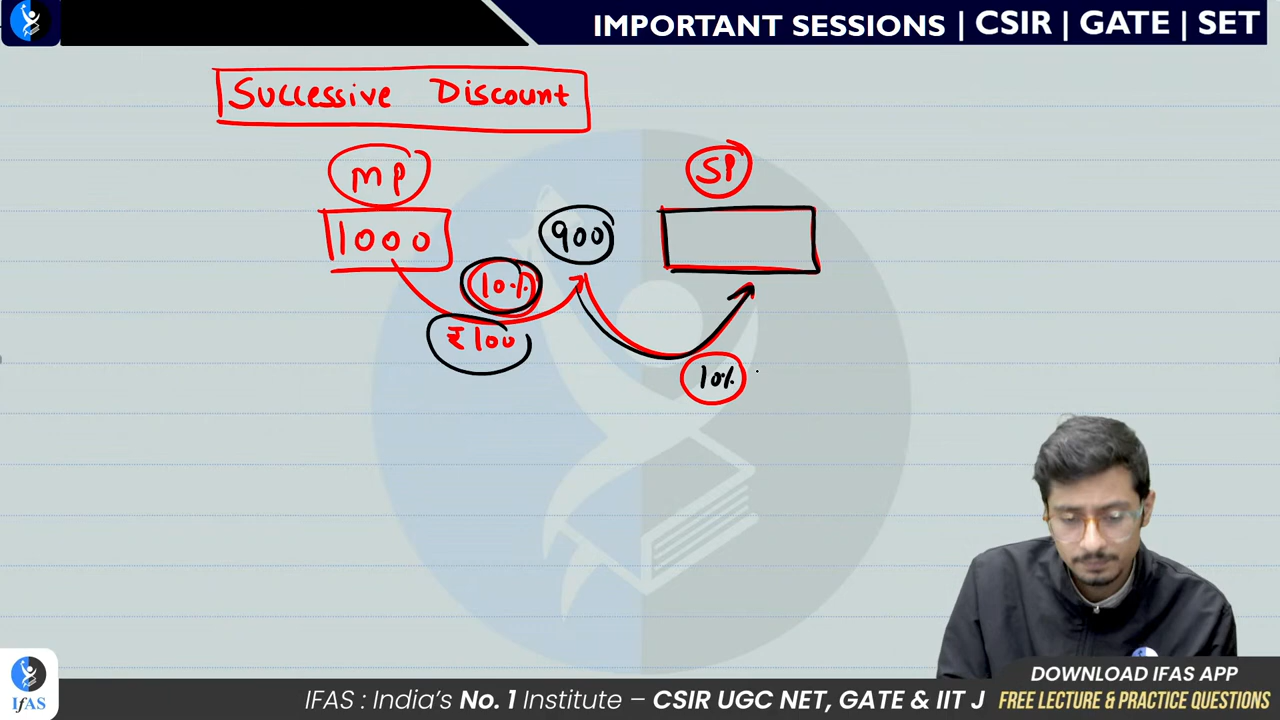 IMPORTANT SESSIONS | CSIR | GATE | SET
Successive Discount
MP
SP
1000
900
10%
₹100
10%
DOWNLOAD IFAS APP
IFAS
IFAS : India's No. 1 Institute – CSIR UGC NET, GATE & IIT J
FREE LECTURE & PRACTICE QUESTIONS